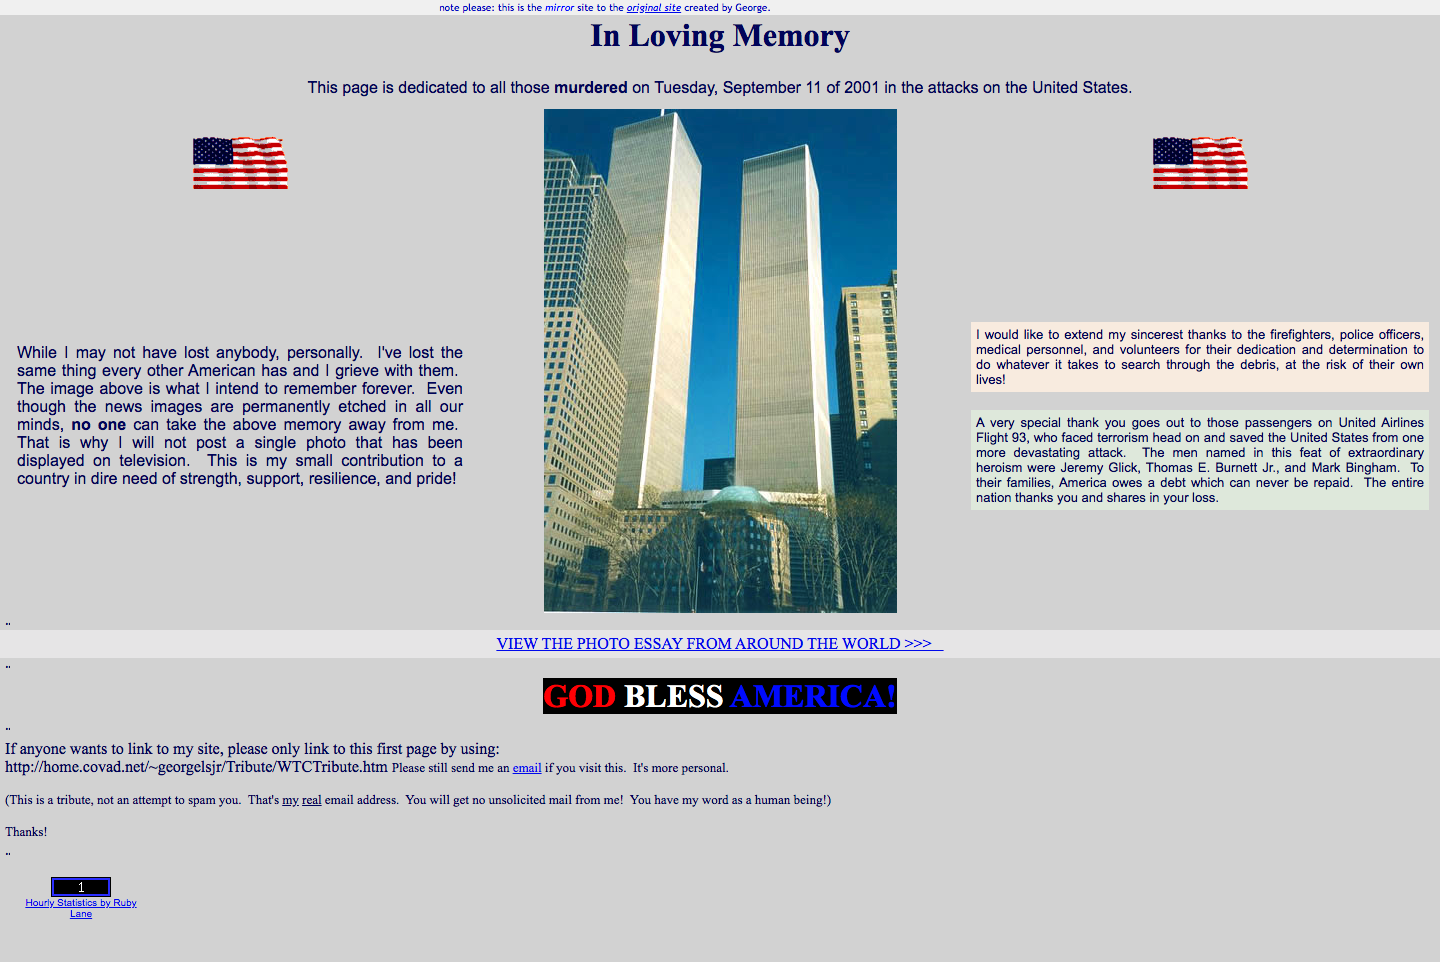 note please: this is the mirror site to the original site created by George.
In Loving Memory
This page is dedicated to all those murdered on Tuesday, September 11 of 2001 in the attacks on the United States.
While I may not have lost anybody, personally. I've lost the
same thing every other American has and I grieve with them.
The image above is what I intend to remember forever. Even
though the news images are permanently etched in all our
minds, no one can take the above memory away from me.
That is why I will not post a single photo that has been
displayed on television. This is my small contribution to a
country in dire need of strength, support, resilience, and pride!
I would like to extend my sincerest thanks to the firefighters, police officers,
medical personnel, and volunteers for their dedication and determination to
do whatever it takes to search through the debris, at the risk of their own
lives!
A very special thank you goes out to those passengers on United Airlines
Flight 93, who faced terrorism head on and saved the United States from one
more devastating attack. The men named in this feat of extraordinary
heroism were Jeremy Glick, Thomas E. Burnett Jr., and Mark Bingham. To
their families, America owes a debt which can never be repaid. The entire
nation thanks you and shares in your loss.
..
VIEW THE PHOTO ESSAY FROM AROUND THE WORLD >>>
..
GOD BLESS AMERICA!
..
If anyone wants to link to my site, please only link to this first page by using:
http://home.covad.net/~georgelsjr/Tribute/WTCTribute.htm Please still send me an email if you visit this. It's more personal.
(This is a tribute, not an attempt to spam you. That's my real email address. You will get no unsolicited mail from me! You have my word as a human being!)
Thanks!
..
1
Hourly Statistics by Ruby
Lane